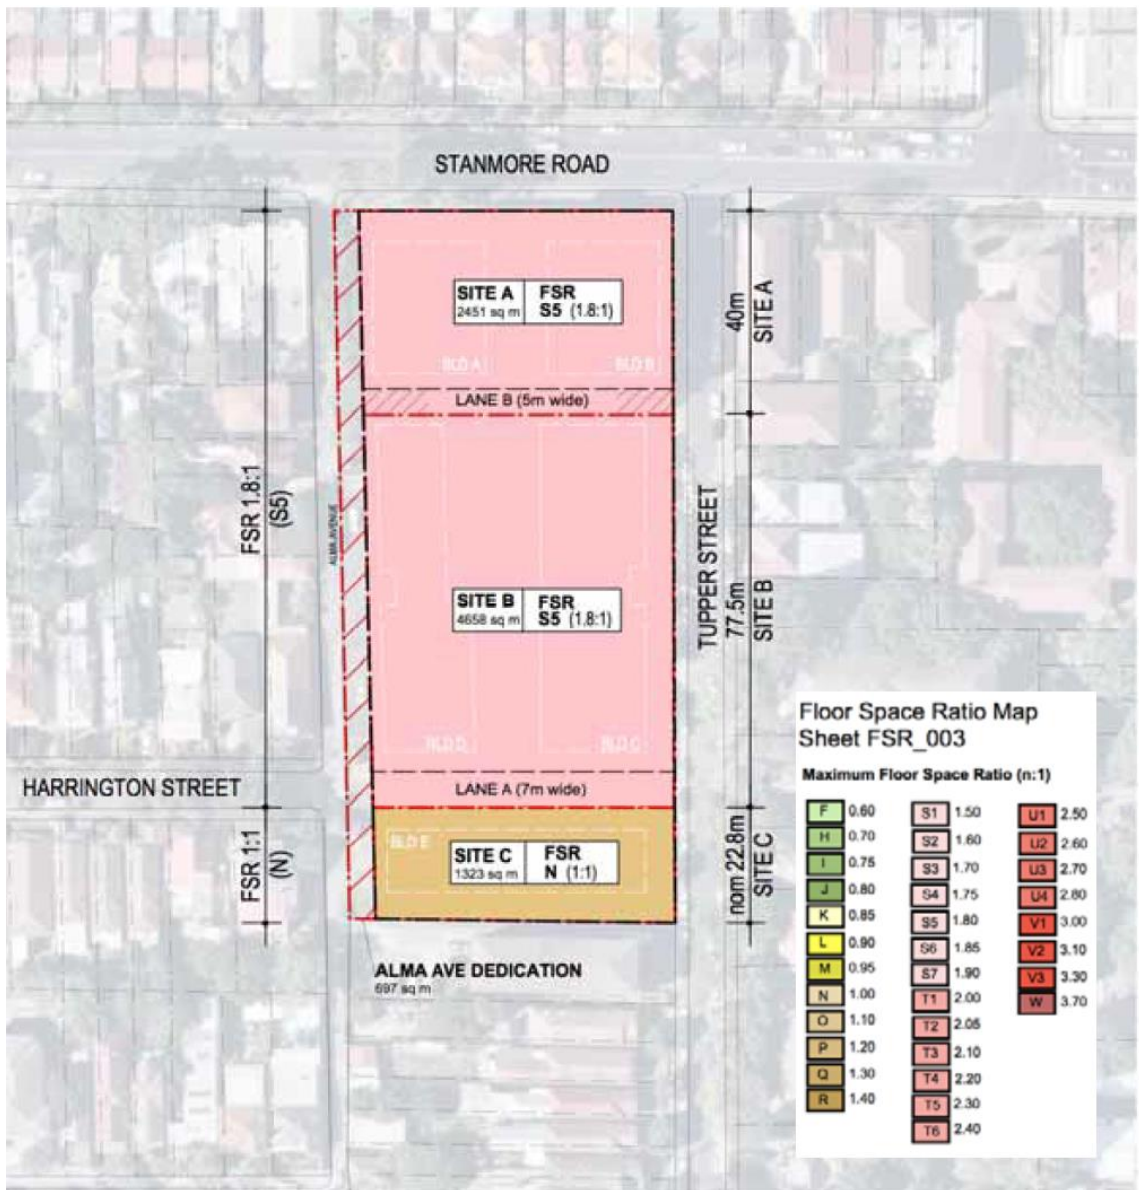 STANMORE ROAD
SITE A
2451 sq m
FSR
S5 (1.8:1)
BLD A
BLD B
LANE B (5m wide)
40m
SITE A
FSR 1.8:1
(S5)
ALMA AVENUE
SITE B
4658 sq m
FSR
S5 (1.8:1)
TUPPER STREET
77.5m
SITE B
BLD D
BLD C
HARRINGTON STREET
LANE A (7m wide)
FSR 1:1
(N)
BLD E
SITE C
1323 sq m
FSR
N (1:1)
nom 22.8m
SITE C
ALMA AVE DEDICATION
697 sq m
Floor Space Ratio Map
Sheet FSR_003
Maximum Floor Space Ratio (n:1)
F 0.60
H 0.70
I 0.75
J 0.80
K 0.85
L 0.90
M 0.95
N 1.00
O 1.10
P 1.20
Q 1.30
R 1.40
S1 1.50
S2 1.60
S3 1.70
S4 1.75
S5 1.80
S6 1.85
S7 1.90
T1 2.00
T2 2.05
T3 2.10
T4 2.20
T5 2.30
T6 2.40
U1 2.50
U2 2.60
U3 2.70
U4 2.80
V1 3.00
V2 3.10
V3 3.30
W 3.70